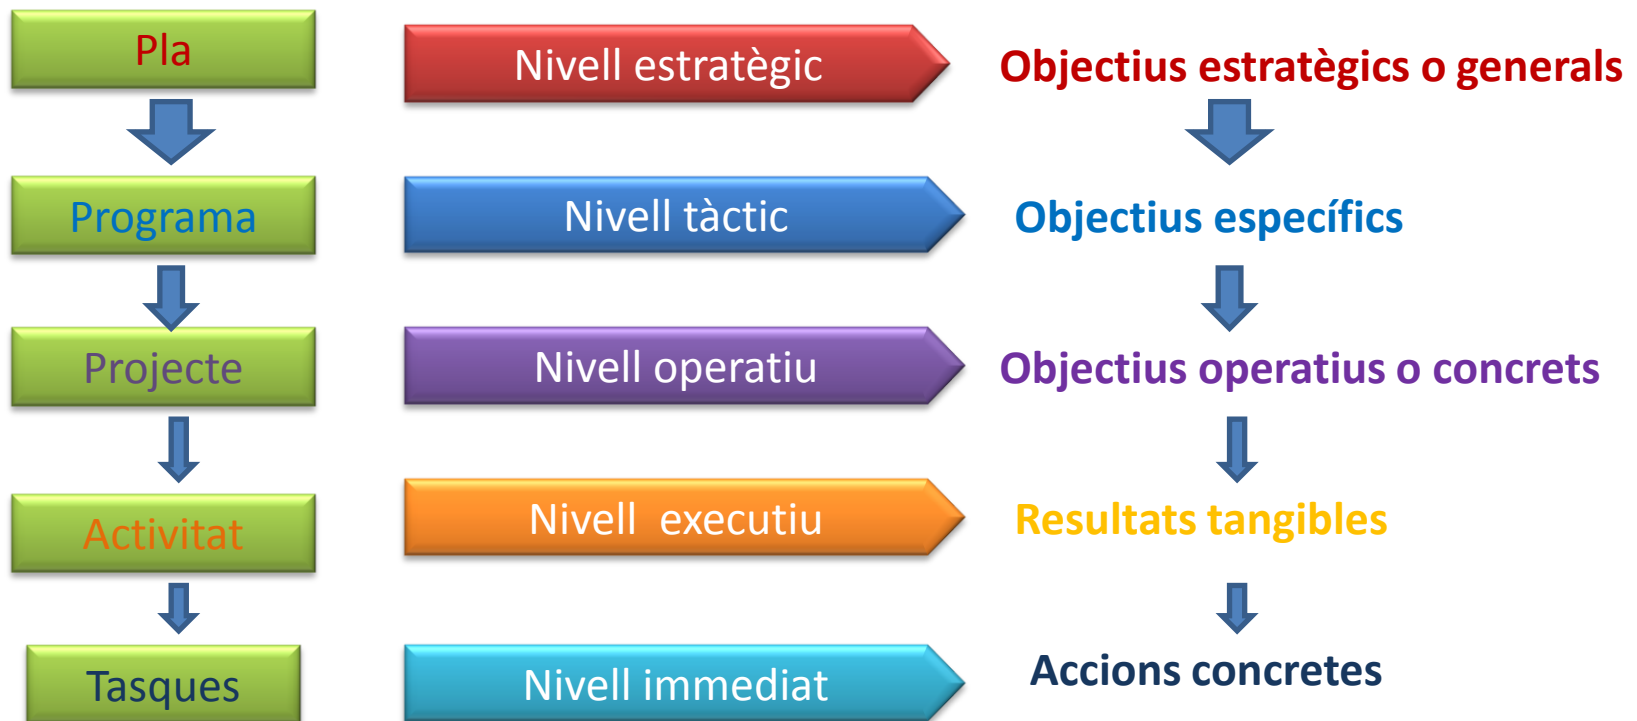 Pla
Nivell estratègic
Objectius estratègics o generals
Programa
Nivell tàctic
Objectius específics
Projecte
Nivell operatiu
Objectius operatius o concrets
Activitat
Nivell executiu
Resultats tangibles
Tasques
Nivell immediat
Accions concretes